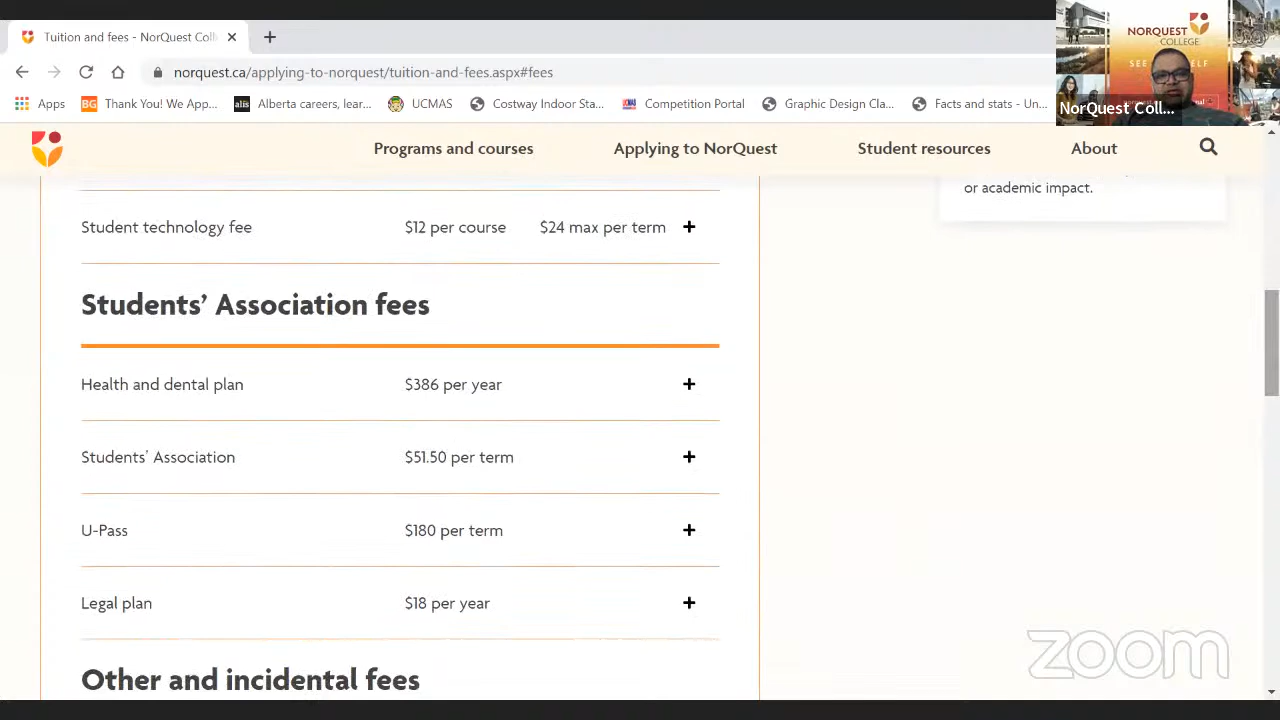 Tuition and fees - NorQuest Coll
norquest.ca/applying-to-norquest/tuition-and-fees.aspx#fees
Apps
BG Thank You! We App...
alis Alberta careers, lear...
UCMAS
Costway Indoor Sta...
Competition Portal
Graphic Design Cla...
Facts and stats - Un...
NORQUEST
COLLEGE
NorQuest Coll...
Programs and courses
Applying to NorQuest
Student resources
About
or academic impact.
Student technology fee $12 per course $24 max per term +
Students' Association fees
Health and dental plan $386 per year +
Students' Association $51.50 per term +
U-Pass $180 per term +
Legal plan $18 per year +
Other and incidental fees
zoom